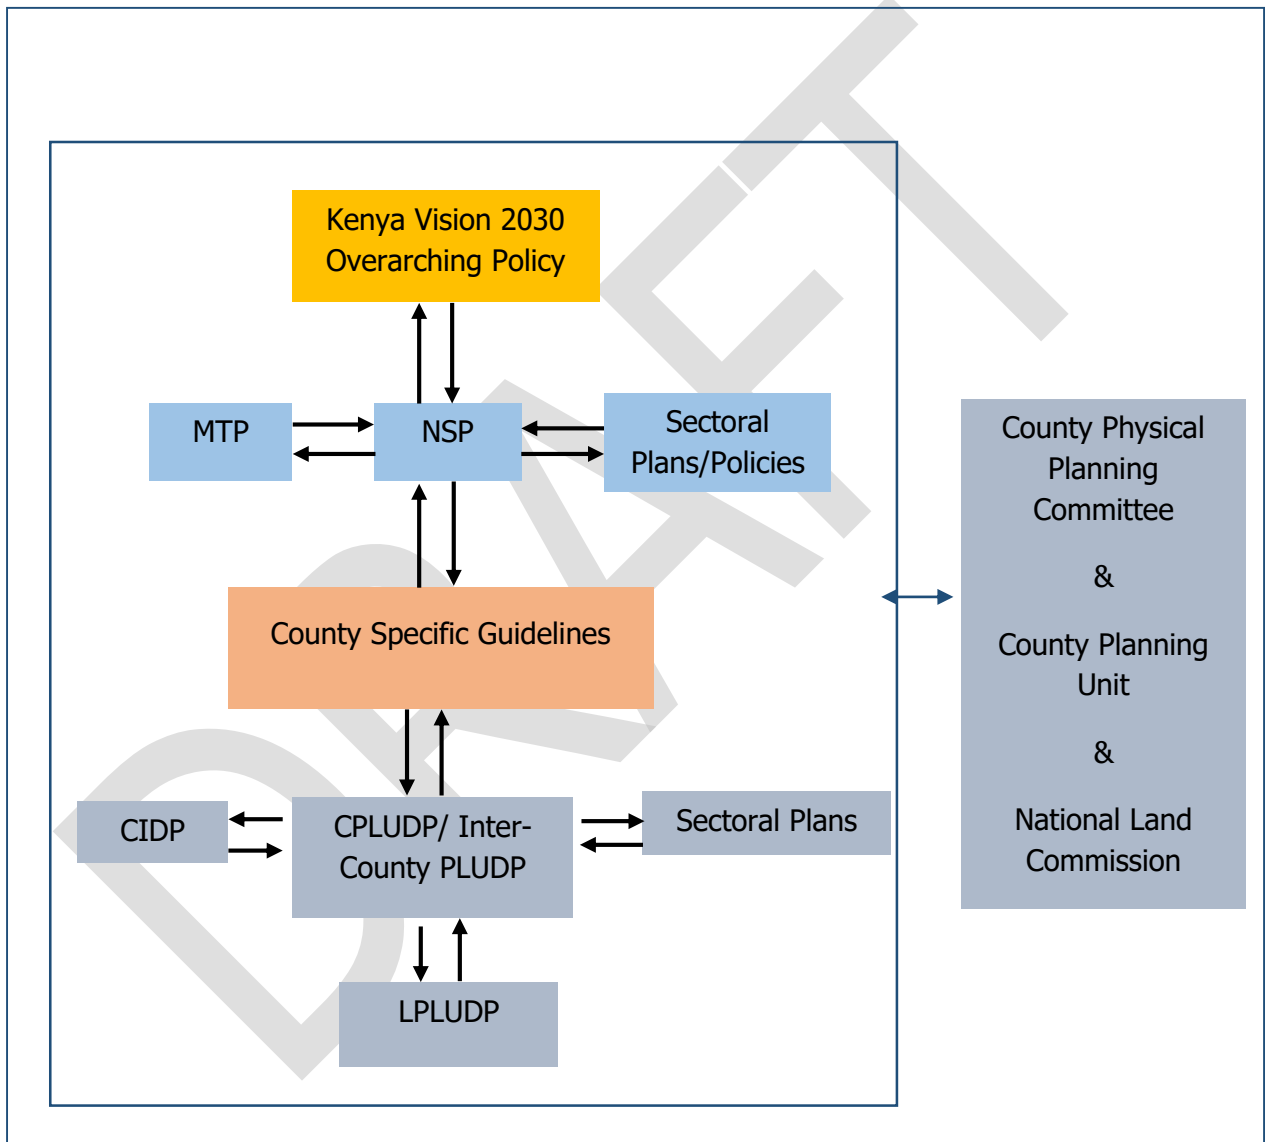 Kenya Vision 2030
Overarching Policy
MTP
NSP
Sectoral
Plans/Policies
County Specific Guidelines
CIDP
CPLUDP/ Inter-
County PLUDP
Sectoral Plans
LPLUDP
County Physical
Planning
Committee
&
County Planning
Unit
&
National Land
Commission
DRAFT